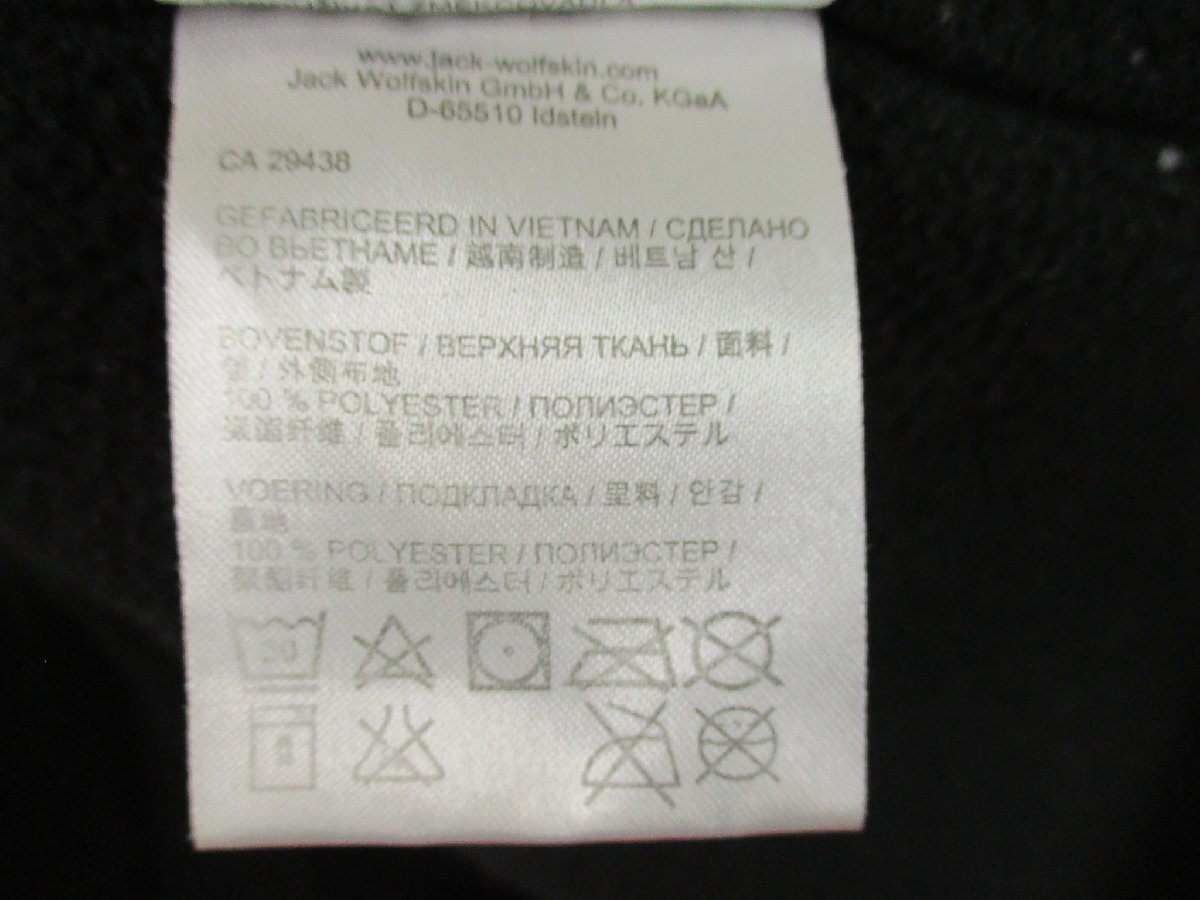 www.jack-wolfskin.com
Jack Wolfskin GmbH & Co. KGaA
D-65510 Idstein
CA 29438
GEFABRICEERD IN VIETNAM / СДЕЛАНО
ВО ВЬЕТНАМЕ / 越南制造 / 베트남 산 /
ベトナム製
BOVENSTOF / ВЕРХНЯЯ ТКАНЬ / 面料 /
겉 / 外側布地
100 % POLYESTER / ПОЛИЭСТЕР /
聚酯纤维 / 폴리에스터 / ポリエステル
VOERING / ПОДКЛАДКА / 里料 / 안감 /
裏地
100 % POLYESTER / ПОЛИЭСТЕР /
聚酯纤维 / 폴리에스터 / ポリエステル